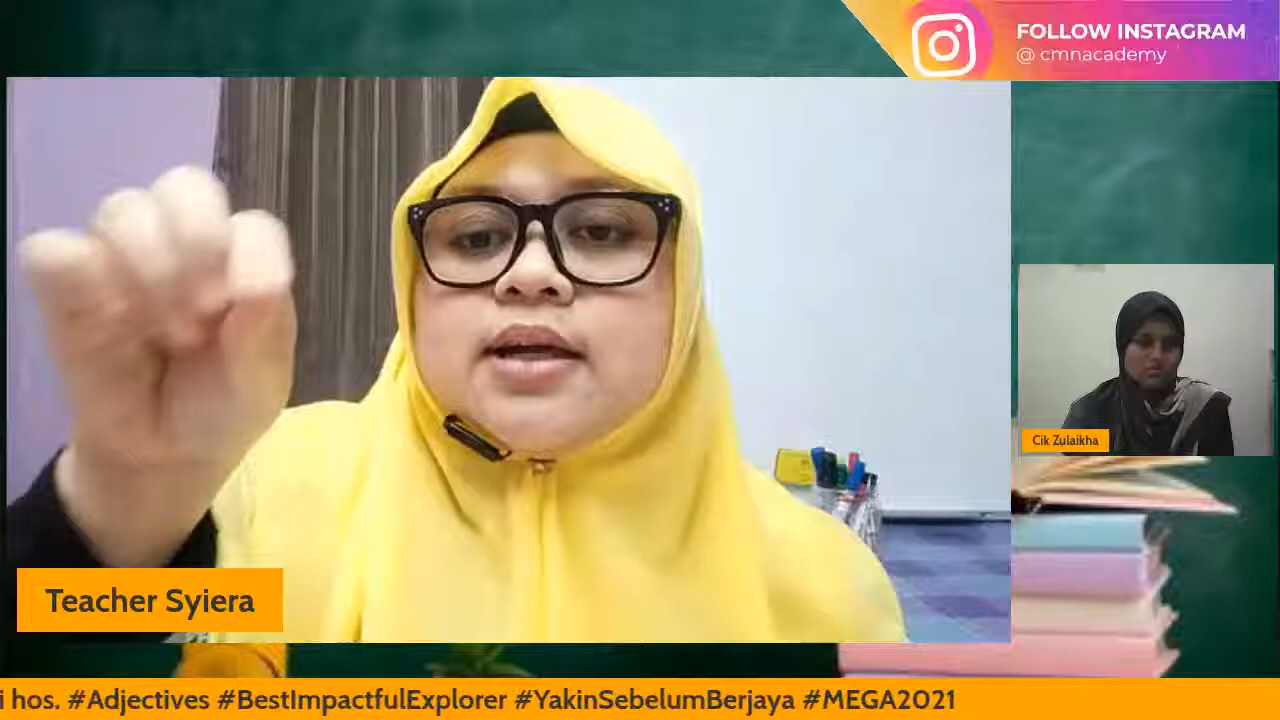 FOLLOW INSTAGRAM
@ cmnacademy
Cik Zulaikha
Teacher Syiera
i hos. #Adjectives #BestImpactfulExplorer #YakinSebelumBerjaya #MEGA2021